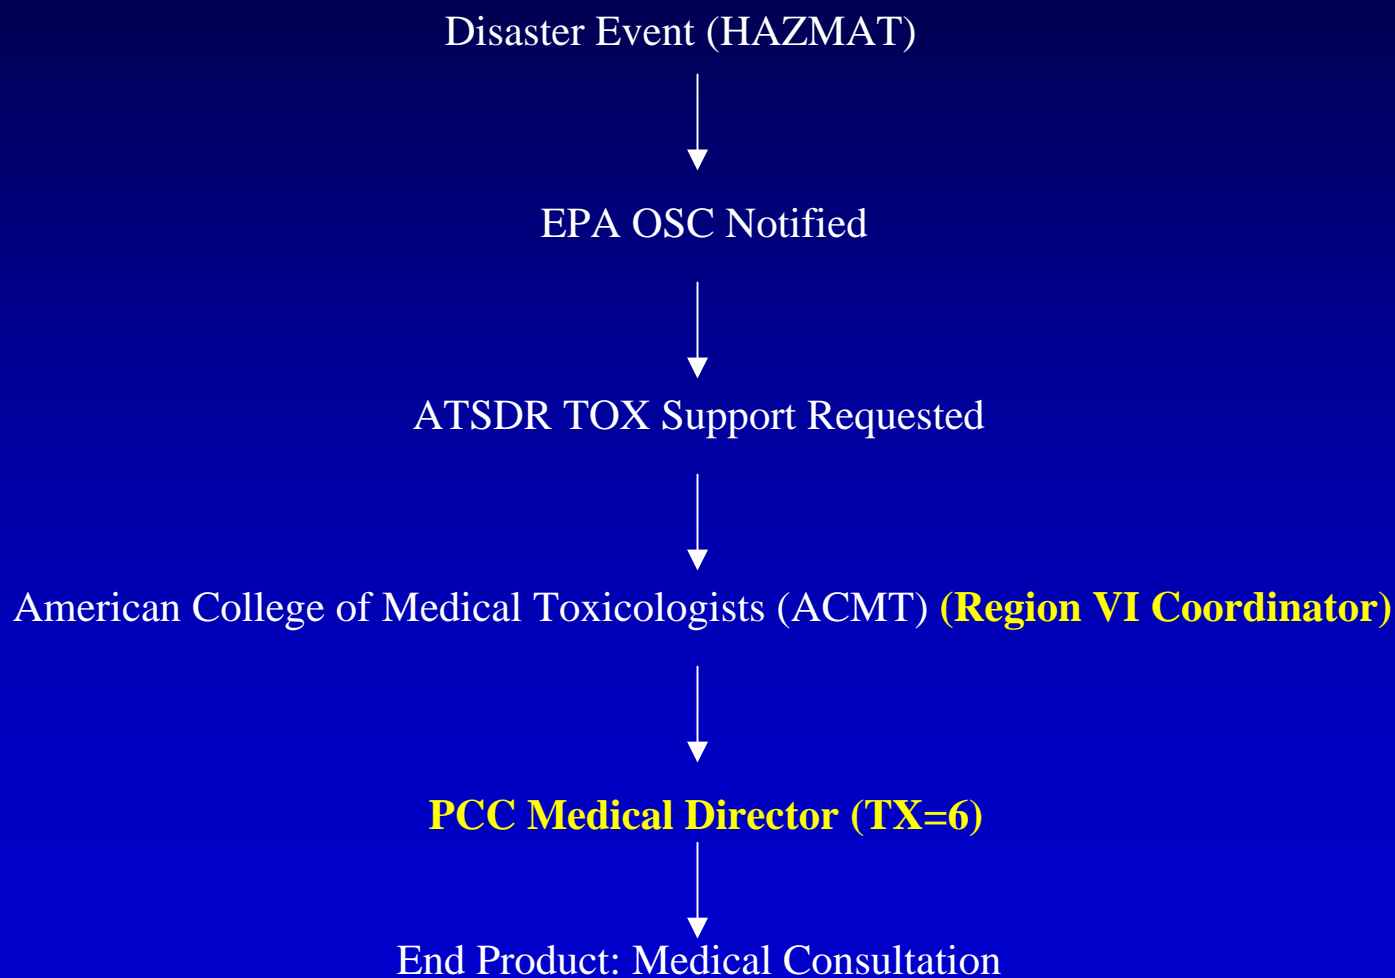 Disaster Event (HAZMAT)
EPA OSC Notified
ATSDR TOX Support Requested
American College of Medical Toxicologists (ACMT) (Region VI Coordinator)
PCC Medical Director (TX=6)
End Product: Medical Consultation